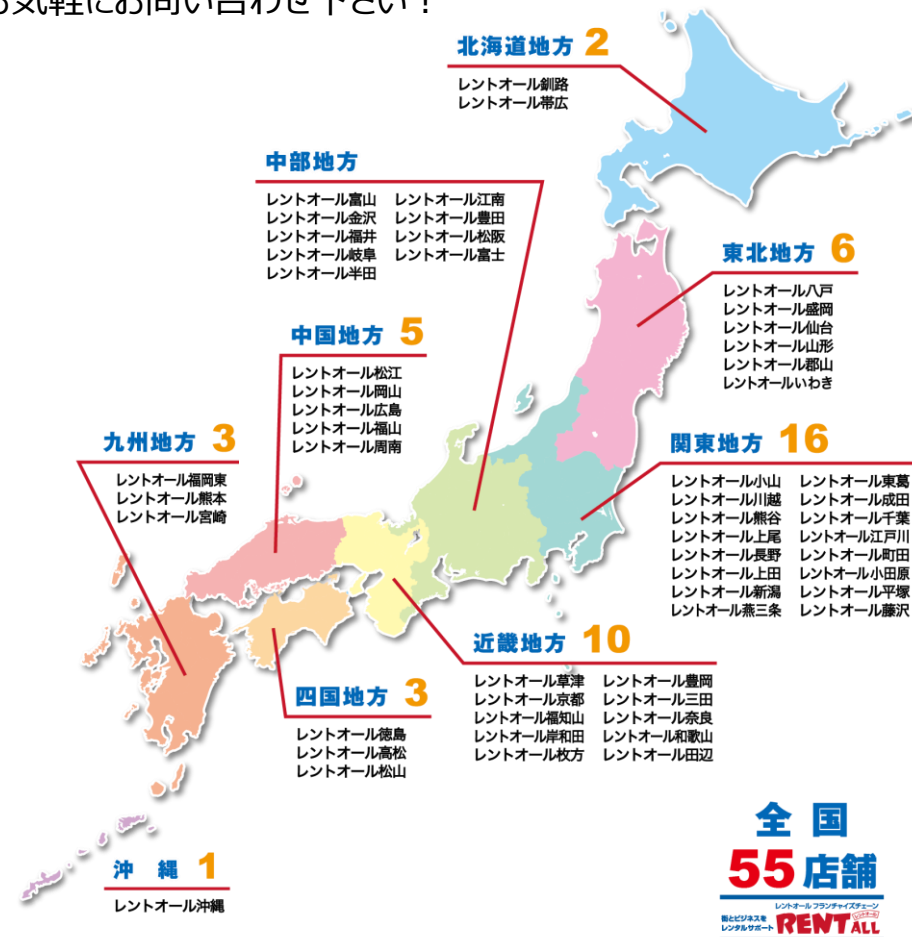 お気軽にお問い合わせ下さい！
北海道地方 2
レントオール釧路
レントオール帯広
中部地方
レントオール富山 レントオール江南
レントオール金沢 レントオール豊田
レントオール福井 レントオール松阪
レントオール岐阜 レントオール富士
レントオール半田
東北地方 6
レントオール八戸
レントオール盛岡
レントオール仙台
レントオール山形
レントオール郡山
レントオールいわき
中国地方 5
レントオール松江
レントオール岡山
レントオール広島
レントオール福山
レントオール周南
九州地方 3
レントオール福岡東
レントオール熊本
レントオール宮崎
関東地方 16
レントオール小山 レントオール東葛
レントオール川越 レントオール成田
レントオール熊谷 レントオール千葉
レントオール上尾 レントオール江戸川
レントオール長野 レントオール町田
レントオール上田 レントオール小田原
レントオール新潟 レントオール平塚
レントオール燕三条 レントオール藤沢
近畿地方 10
レントオール草津 レントオール豊岡
レントオール京都 レントオール三田
レントオール福知山 レントオール奈良
レントオール岸和田 レントオール和歌山
レントオール枚方 レントオール田辺
四国地方 3
レントオール徳島
レントオール高松
レントオール松山
沖縄 1
レントオール沖縄
全国
55店舗
レントオール フランチャイズチェーン
街とビジネスを
レンタルサポート
RENT ALL
レントオール